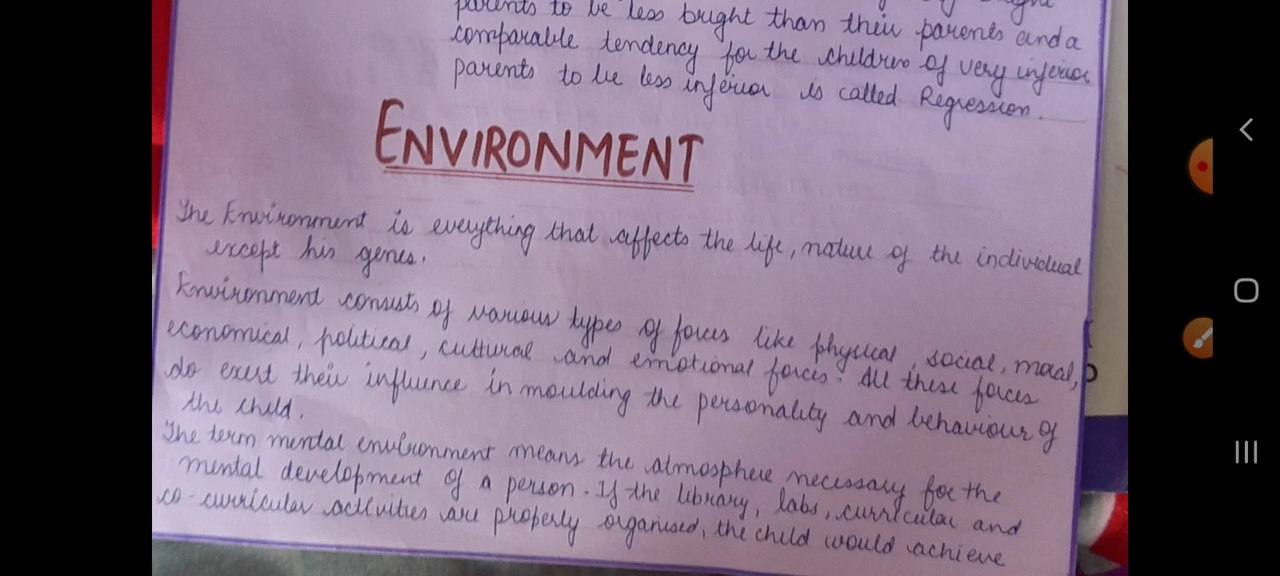 parents to be less bright than their parents and a
comparable tendency for the children of very inferior
parents to be less inferior is called Regression.
ENVIRONMENT
The Environment is everything that affects the life, nature of the individual
except his genes.
Environment consists of various types of forces like physical, social, moral,
economical, political, cultural and emotional forces. All these forces
do exert their influence in moulding the personality and behaviour of
the child.
The term mental environment means the atmosphere necessary for the
mental development of a person. If the library, labs, curricular and
co-curricular activities are properly organised, the child would achieve